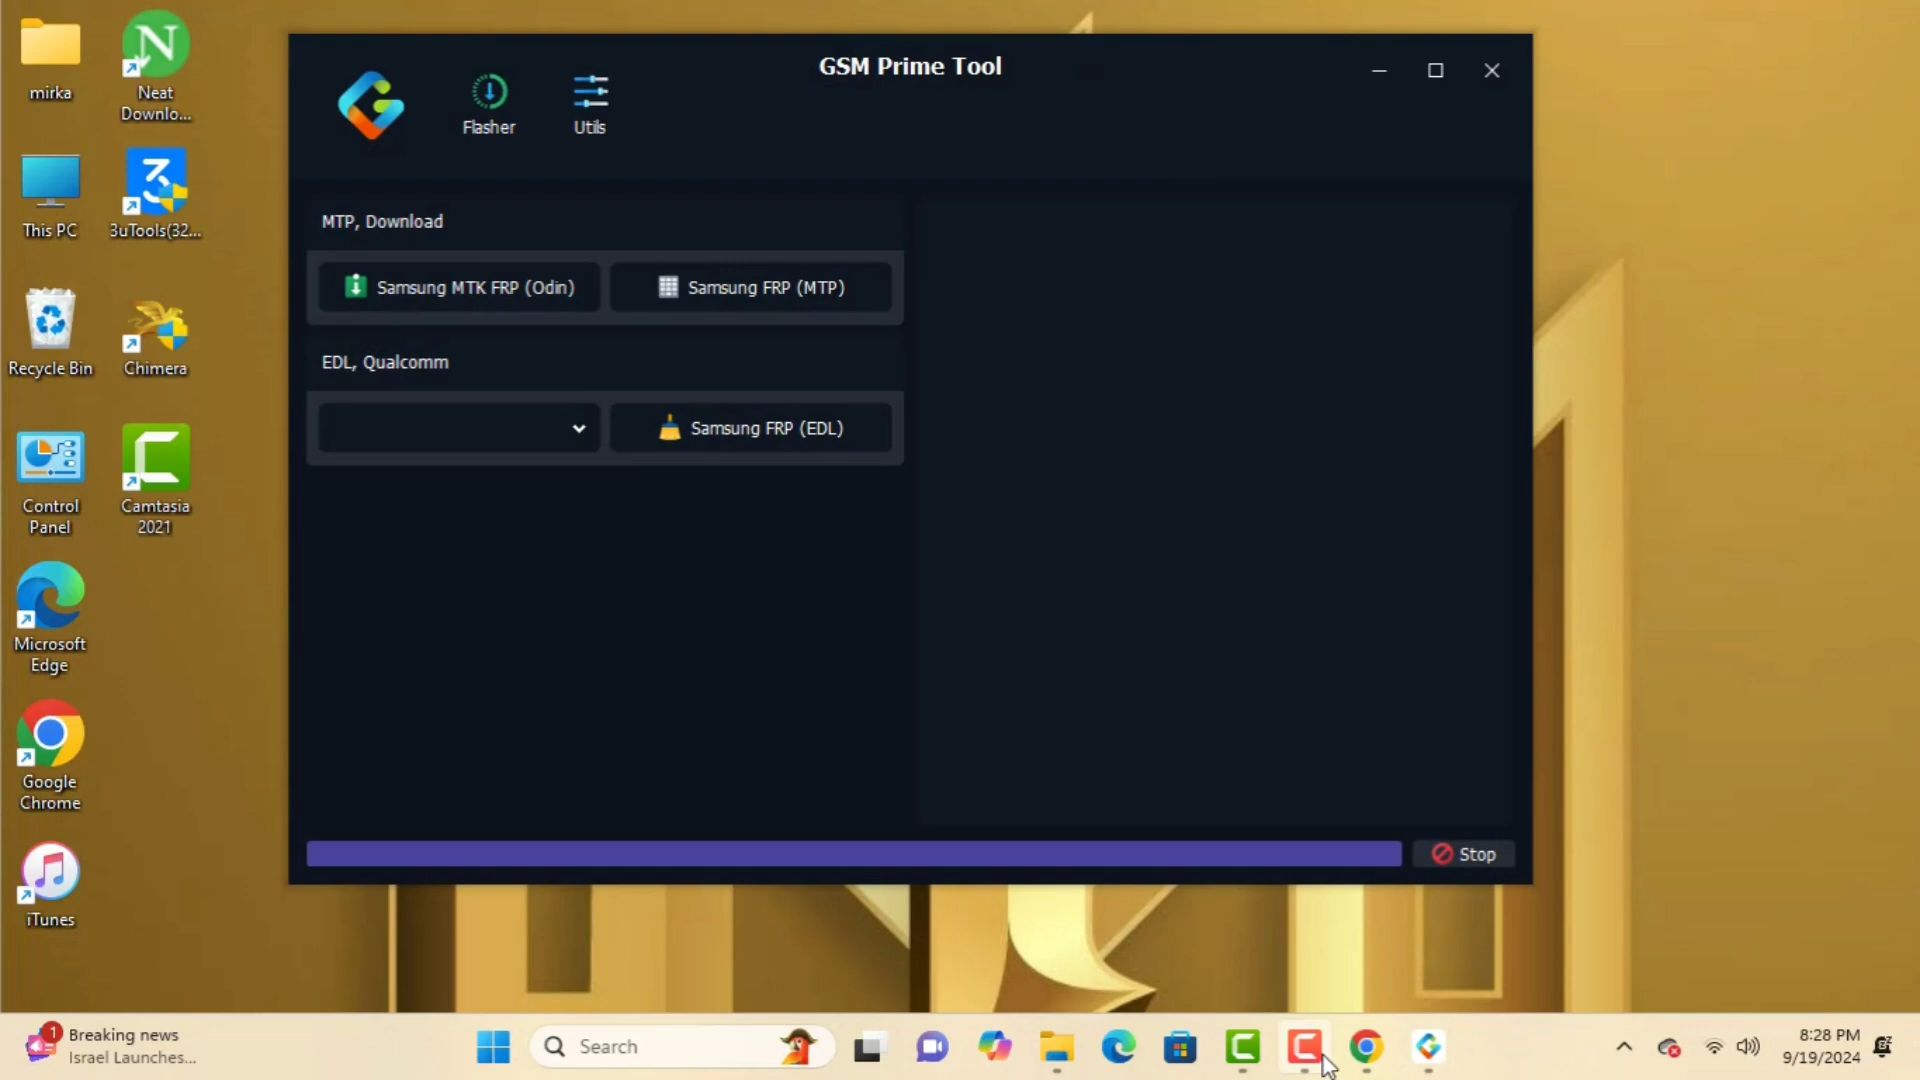 mirka
Neat
Downlo...
This PC
3uTools(32...
Recycle Bin
Chimera
Control
Panel
Camtasia
2021
Microsoft
Edge
Google
Chrome
iTunes
GSM Prime Tool
Flasher
Utils
MTP, Download
Samsung MTK FRP (Odin)
Samsung FRP (MTP)
EDL, Qualcomm
Samsung FRP (EDL)
Stop
1
Breaking news
Israel Launches...
Search
8:28 PM
9/19/2024